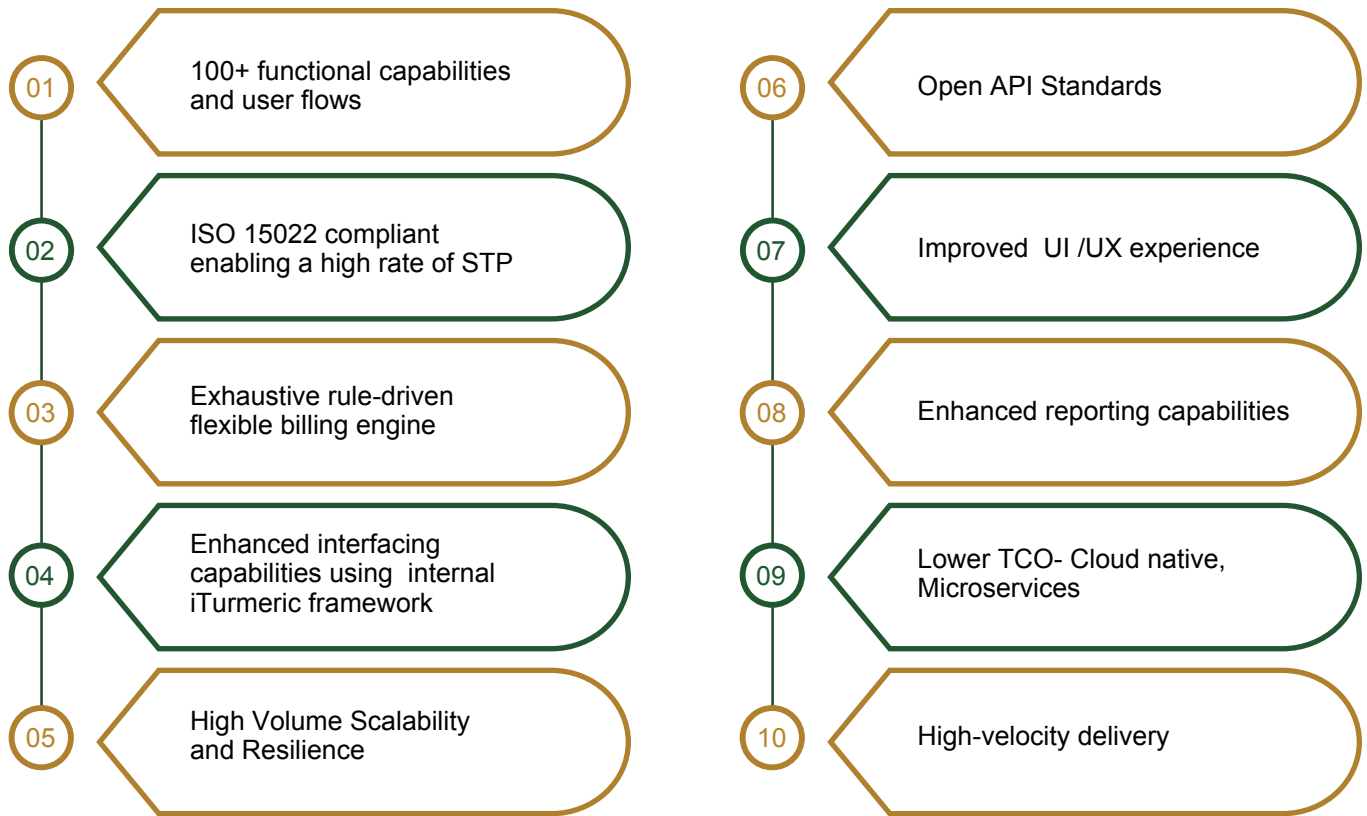 01
100+ functional capabilities
and user flows
02
ISO 15022 compliant
enabling a high rate of STP
03
Exhaustive rule-driven
flexible billing engine
04
Enhanced interfacing
capabilities using  internal
iTurmeric framework
05
High Volume Scalability
and Resilience
06
Open API Standards
07
Improved  UI /UX experience
08
Enhanced reporting capabilities
09
Lower TCO- Cloud native,
Microservices
10
High-velocity delivery